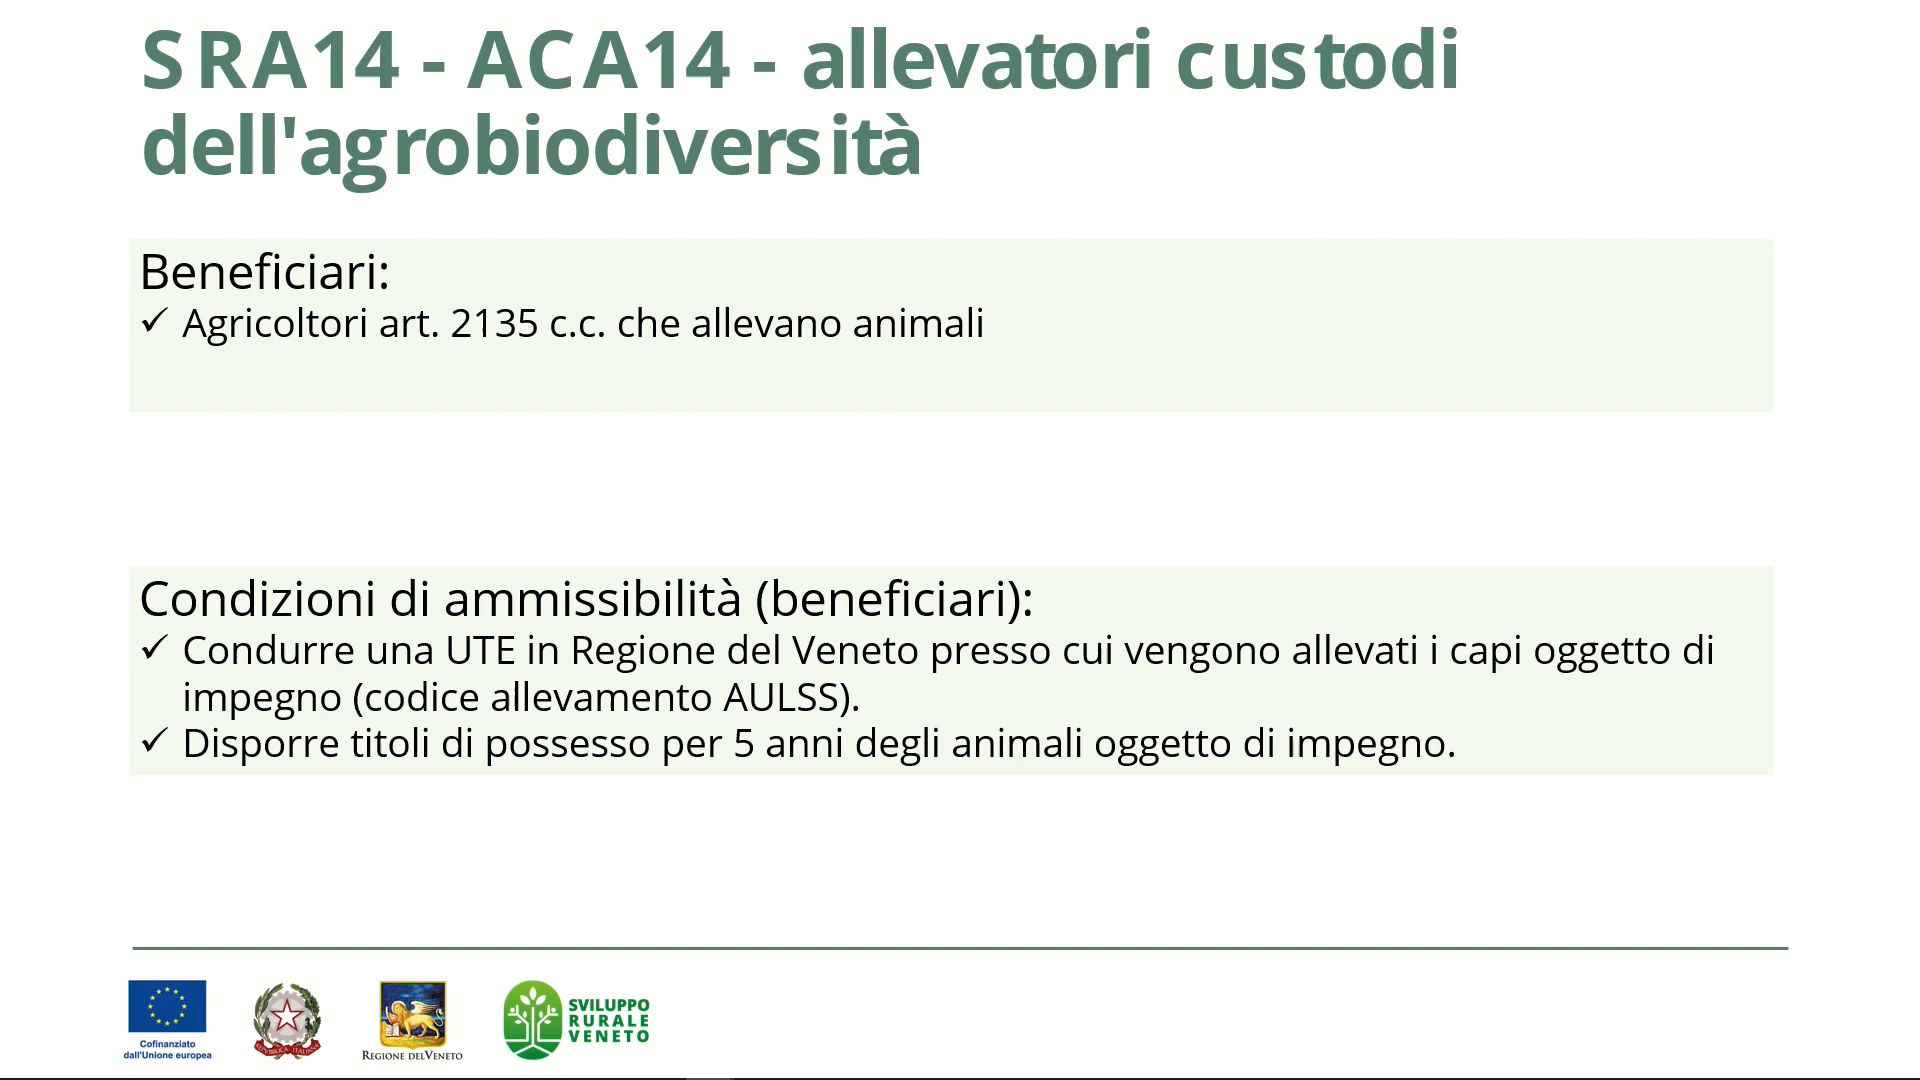 SRA14 - ACA14 - allevatori custodi
dell'agrobiodiversità
Beneficiari:
✓ Agricoltori art. 2135 c.c. che allevano animali
Condizioni di ammissibilità (beneficiari):
✓ Condurre una UTE in Regione del Veneto presso cui vengono allevati i capi oggetto di
impegno (codice allevamento AULSS).
✓ Disporre titoli di possesso per 5 anni degli animali oggetto di impegno.
Cofinanziato
dall'Unione europea
REPVBBLICA ITALIANA
REGIONE DEL VENETO
SVILUPPO
RURALE
VENETO